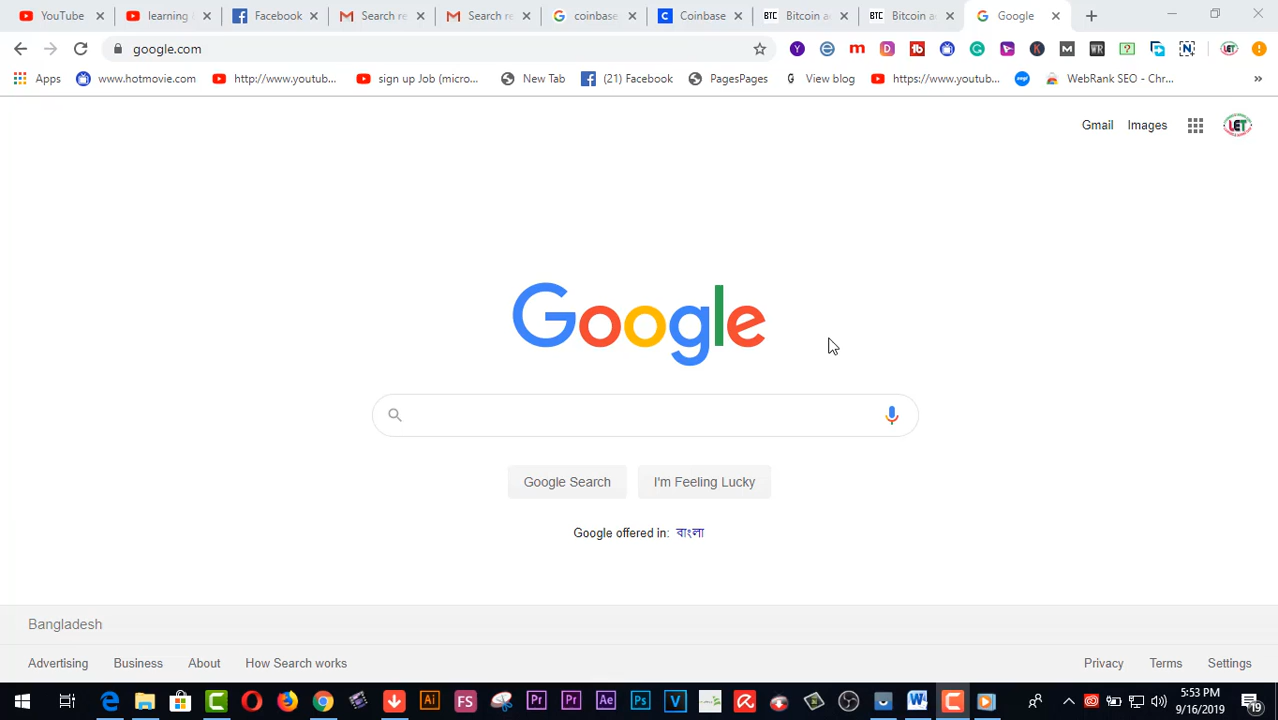 YouTube
learning
Facebook
Search re
Search re
coinbase
Coinbase
Bitcoin a
Bitcoin a
Google
google.com
Apps
www.hotmovie.com
http://www.youtub...
sign up Job (micro...
New Tab
(21) Facebook
PagesPages
View blog
https://www.youtub...
WebRank SEO - Chr...
Gmail
Images
LET
Google
Google Search
I'm Feeling Lucky
Google offered in: বাংলা
Bangladesh
Advertising
Business
About
How Search works
Privacy
Terms
Settings
5:53 PM
9/16/2019
19